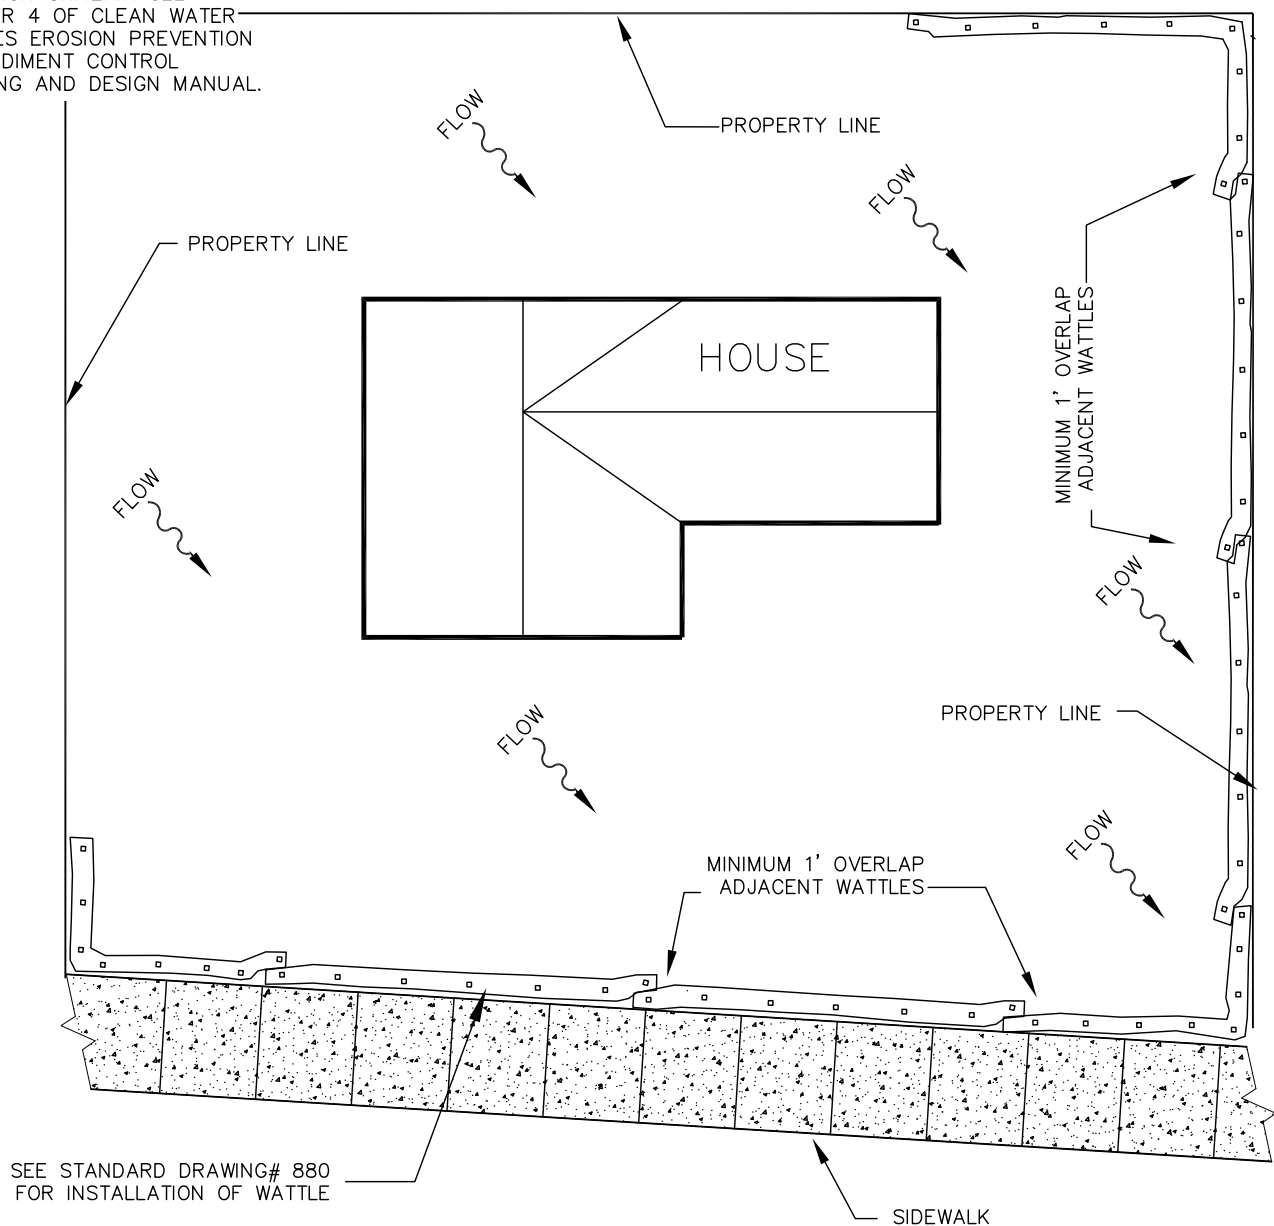 R 4 OF CLEAN WATER
ES EROSION PREVENTION
DIMENT CONTROL
NG AND DESIGN MANUAL.
FLOW
PROPERTY LINE
FLOW
PROPERTY LINE
MINIMUM 1' OVERLAP
ADJACENT WATTLES
HOUSE
FLOW
FLOW
PROPERTY LINE
FLOW
FLOW
MINIMUM 1' OVERLAP
ADJACENT WATTLES
SEE STANDARD DRAWING# 880
FOR INSTALLATION OF WATTLE
SIDEWALK